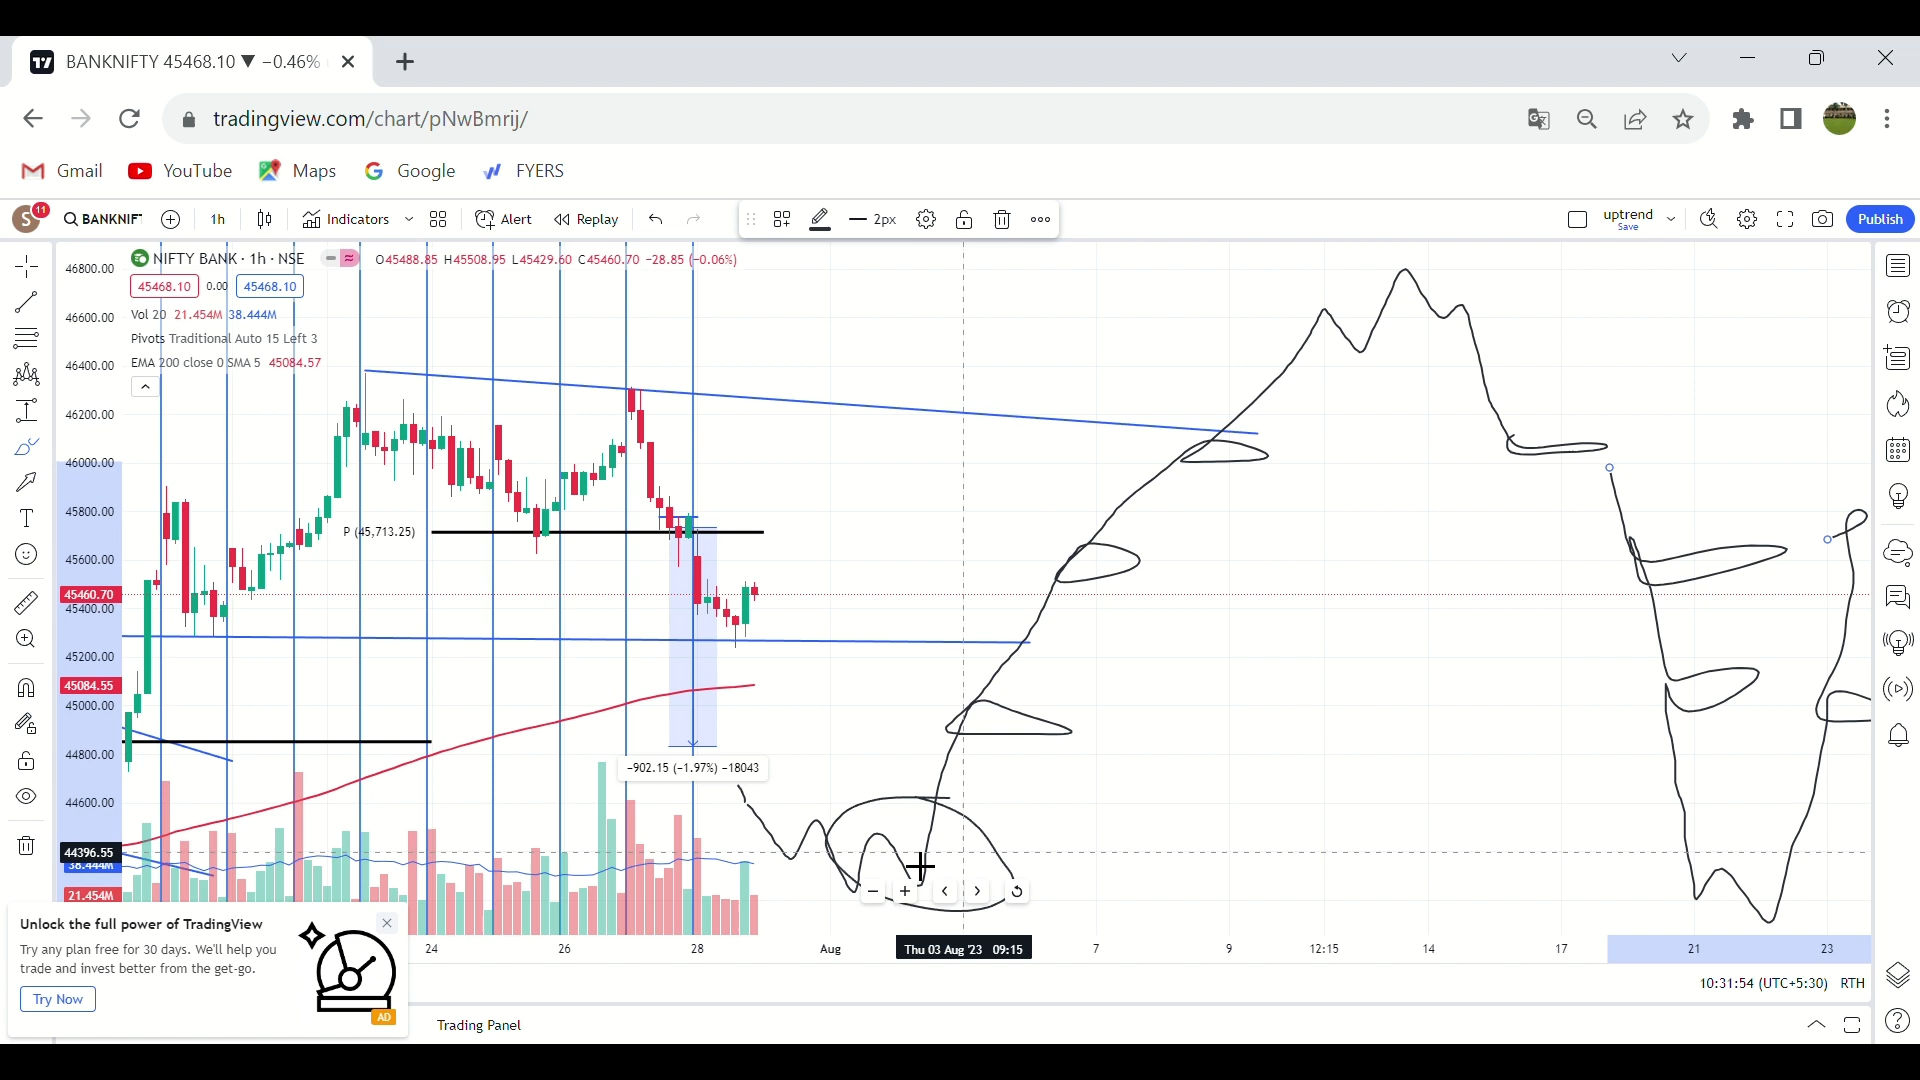 BANKNIFTY 45468.10 ▼ −0.46%
tradingview.com/chart/pNwBmrij/
Gmail YouTube Maps Google FYERS
S 11 BANKNIF 1h Indicators Alert Replay 2px uptrend Save Publish
NIFTY BANK · 1h · NSE O45488.85 H45508.95 L45429.60 C45460.70 −28.85 (−0.06%)
45468.10 0.00 45468.10
Vol 20 21.454M 38.444M
Pivots Traditional Auto 15 Left 3
EMA 200 close 0 SMA 5 45084.57
46800.00
46600.00
46400.00
46200.00
46000.00
45800.00
P (45,713.25)
45600.00
45460.70
45400.00
45200.00
45084.55
45000.00
44800.00
−902.15 (−1.97%) −18043
44600.00
44396.55
38.444M
21.454M
24 26 28 Aug Thu 03 Aug '23 09:15 7 9 12:15 14 17 21 23
Unlock the full power of TradingView
Try any plan free for 30 days. We'll help you
trade and invest better from the get-go.
Try Now
AD
10:31:54 (UTC+5:30) RTH
Trading Panel